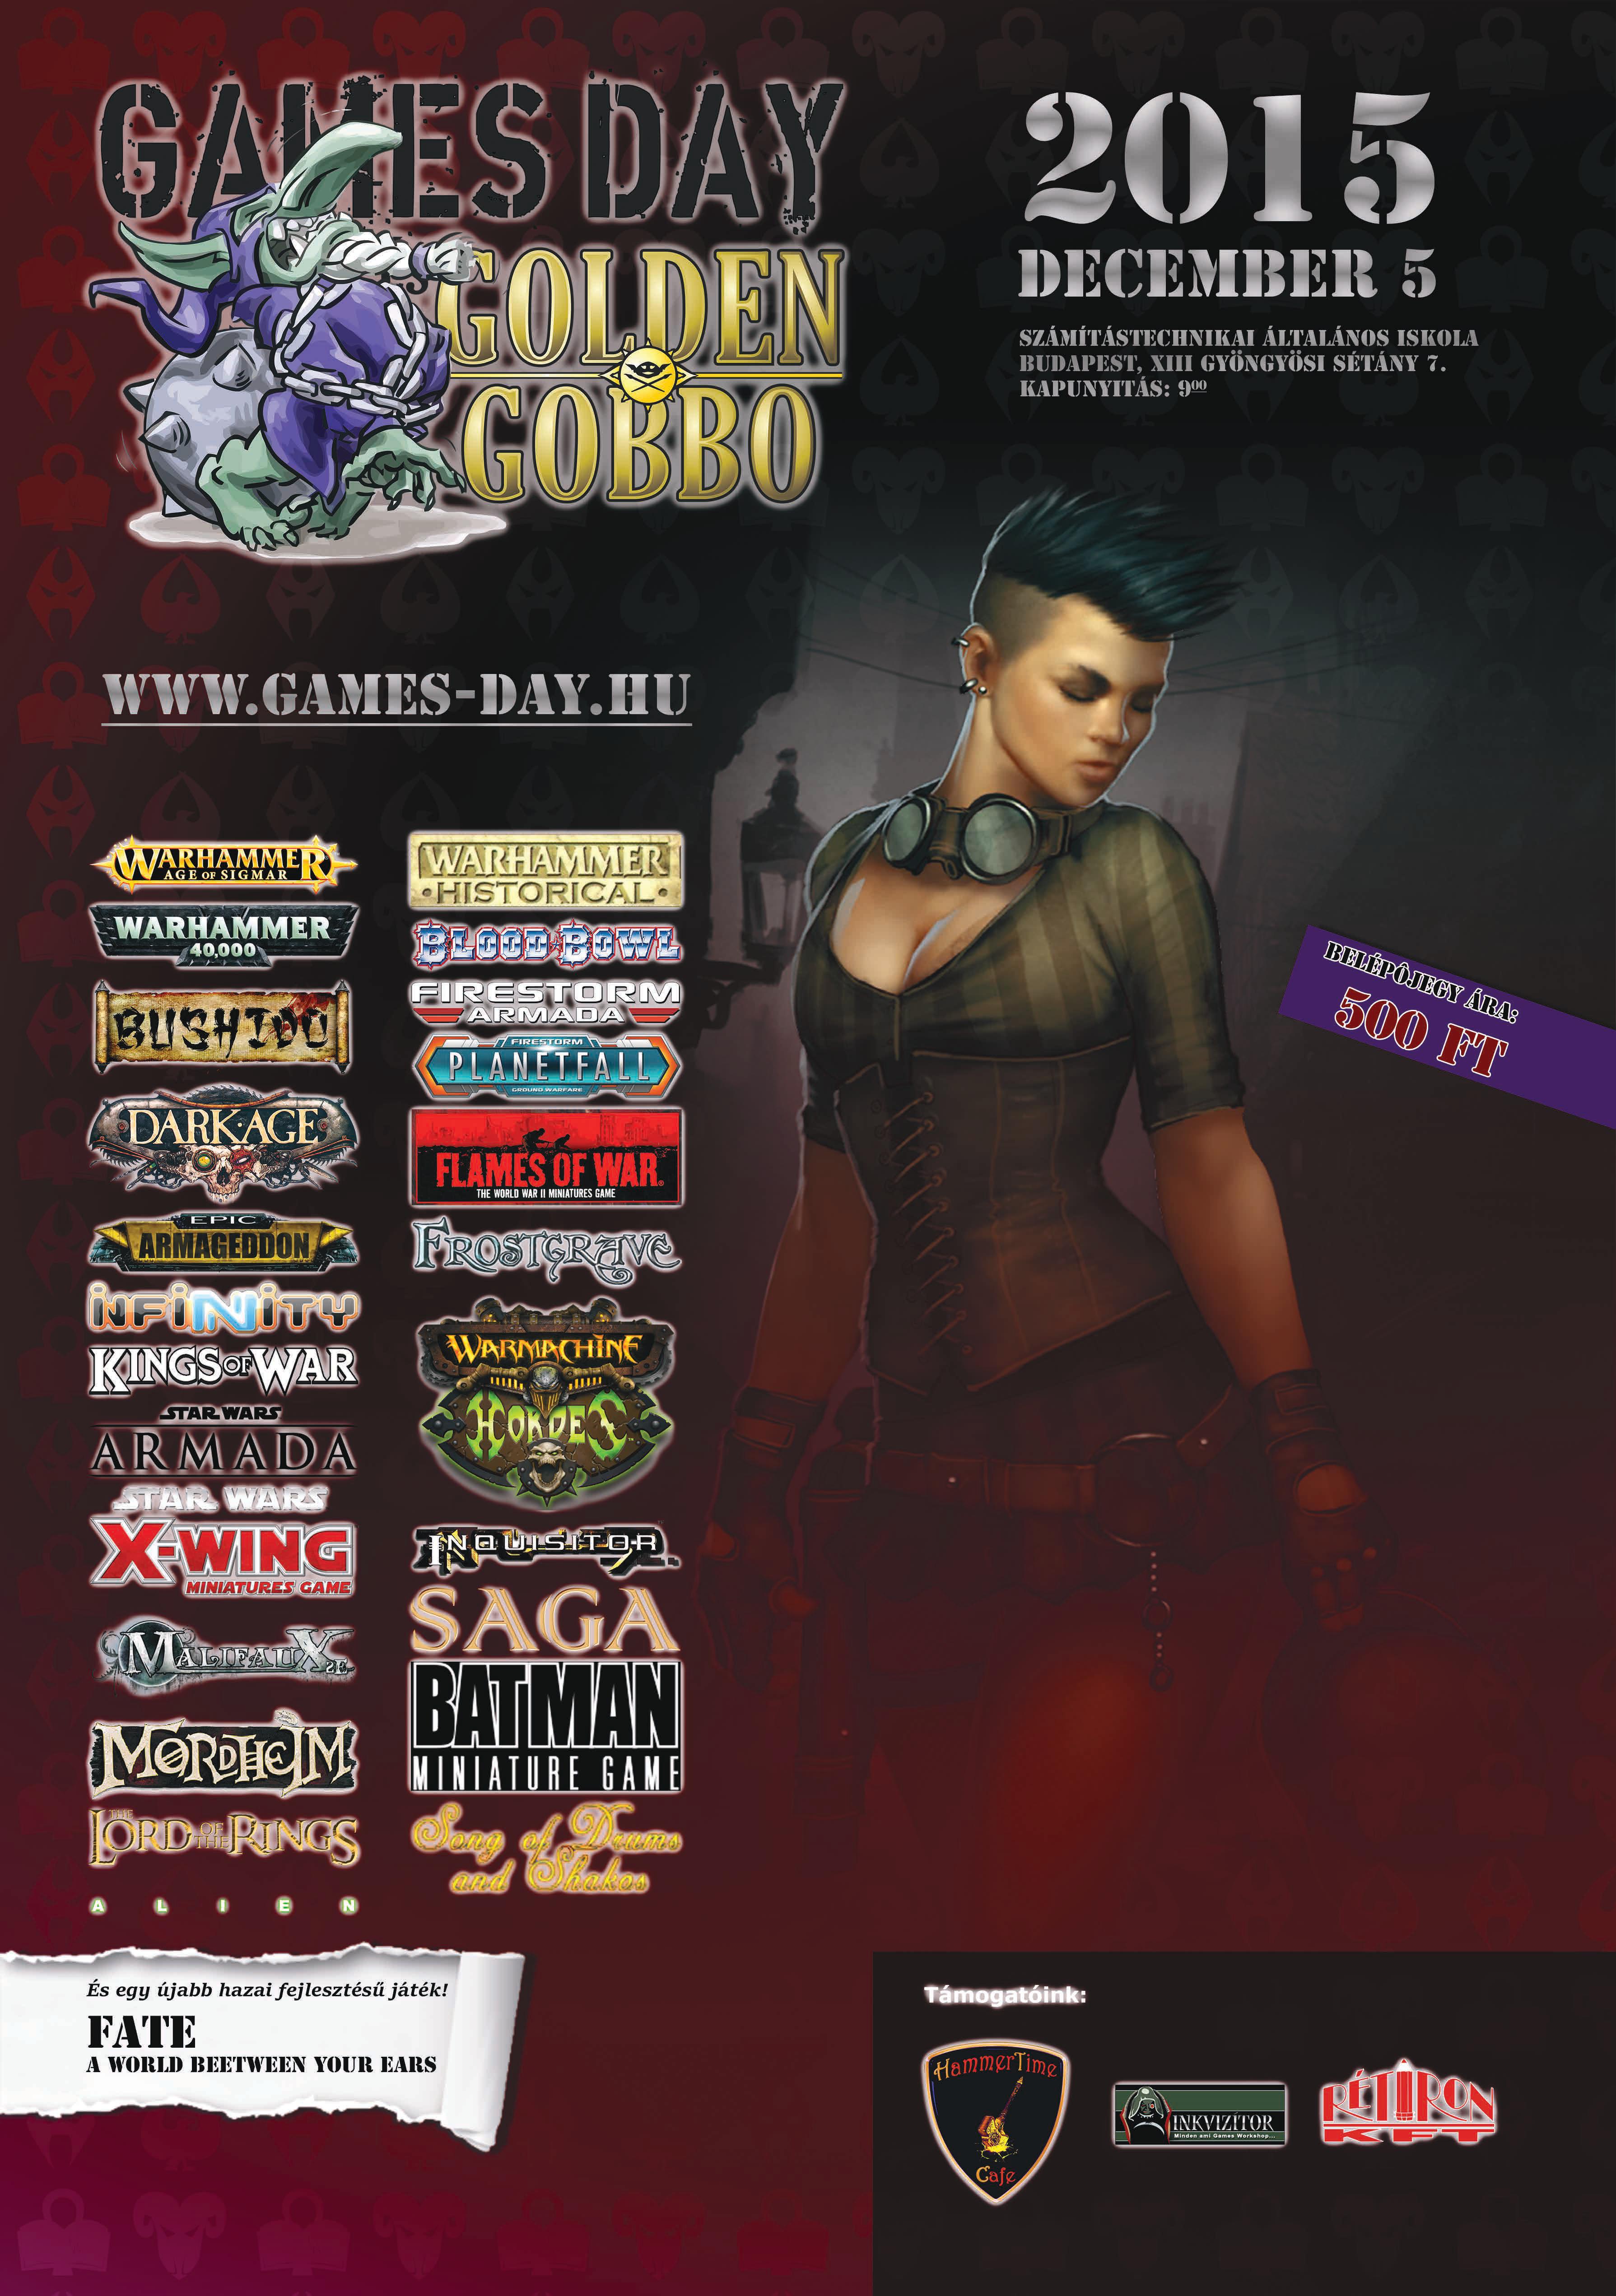 GAMES DAY
GOLDEN
GOBBO
2015
DECEMBER 5
SZÁMÍTÁSTECHNIKAI ÁLTALÁNOS ISKOLA
BUDAPEST, XIII GYÖNGYÖSI SÉTÁNY 7.
KAPUNYITÁS: 9⁰⁰
WWW.GAMES-DAY.HU
WARHAMMER
AGE OF SIGMAR
WARHAMMER
40,000
BUSHIDO
DARK AGE
EPIC
ARMAGEDDON
iNFiNiTY
KINGS OF WAR
STAR WARS
ARMADA
STAR WARS
X-WING
MINIATURES GAME
MALIFAUX 2E
MORDHEIM
THE LORD OF THE RINGS
A L I E N
WARHAMMER
·HISTORICAL·
BLOOD BOWL
FIRESTORM
ARMADA
FIRESTORM
PLANETFALL
GROUND WARFARE
FLAMES OF WAR®
THE WORLD WAR II MINIATURES GAME
FROSTGRAVE
WARMACHINE
HORDES
INQUISITOR
SAGA
BATMAN
MINIATURE GAME
Song of Drums
and Shakos
BELÉPÔJEGY ÁRA:
500 FT
És egy újabb hazai fejlesztésű játék!
FATE
A WORLD BEETWEEN YOUR EARS
Támogatóink:
HammerTime
Cafe
INKVIZÍTOR
Minden ami Games Workshop...
RÉTIRON
KFT